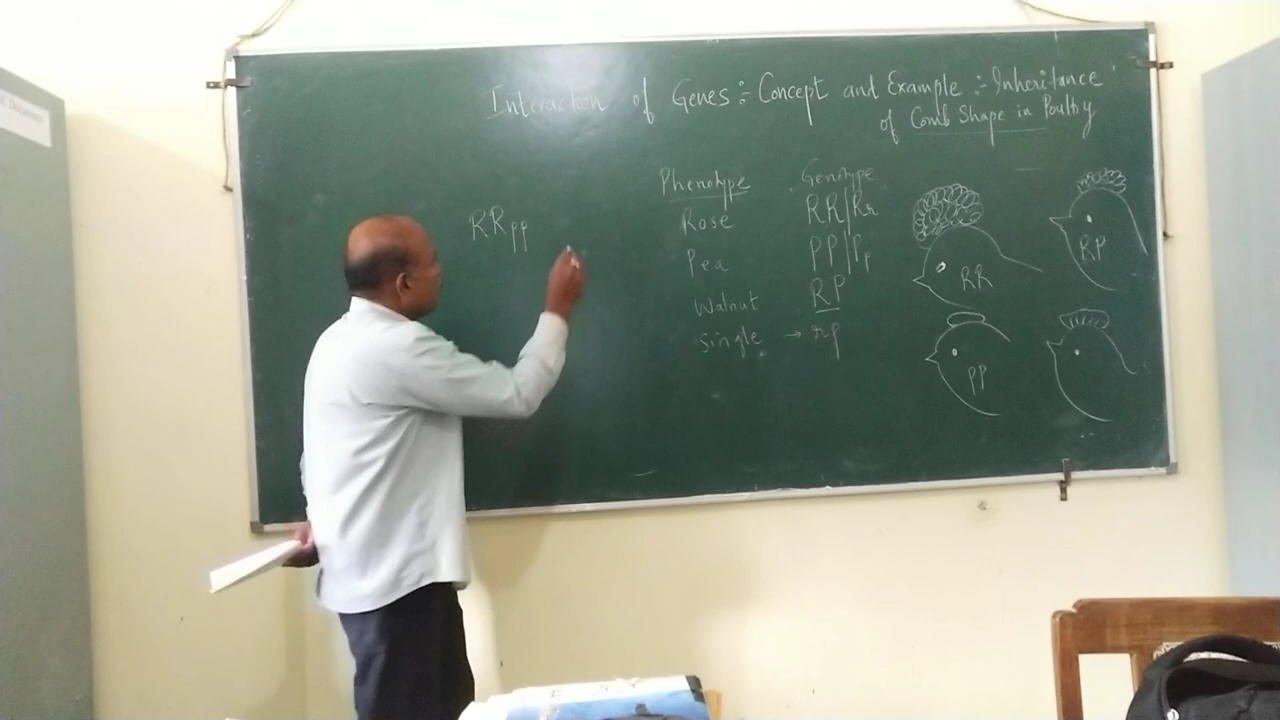 Interaction of Genes :- Concept and Example :- Inheritance
of Comb Shape in Poultry
Phenotype Genotype
Rose RR/Rr
Pea PP/Pp
Walnut RP
Single → rp
RRpp
RR
RP
PP